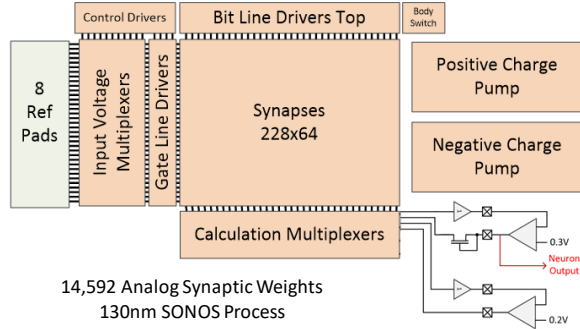 Control Drivers
Bit Line Drivers Top
Body
Switch
8
Ref
Pads
Input Voltage
Multiplexers
Gate Line Drivers
Synapses
228x64
Positive Charge
Pump
Negative Charge
Pump
Calculation Multiplexers
0.3V
Neuron
Output
0.2V
14,592 Analog Synaptic Weights
130nm SONOS Process